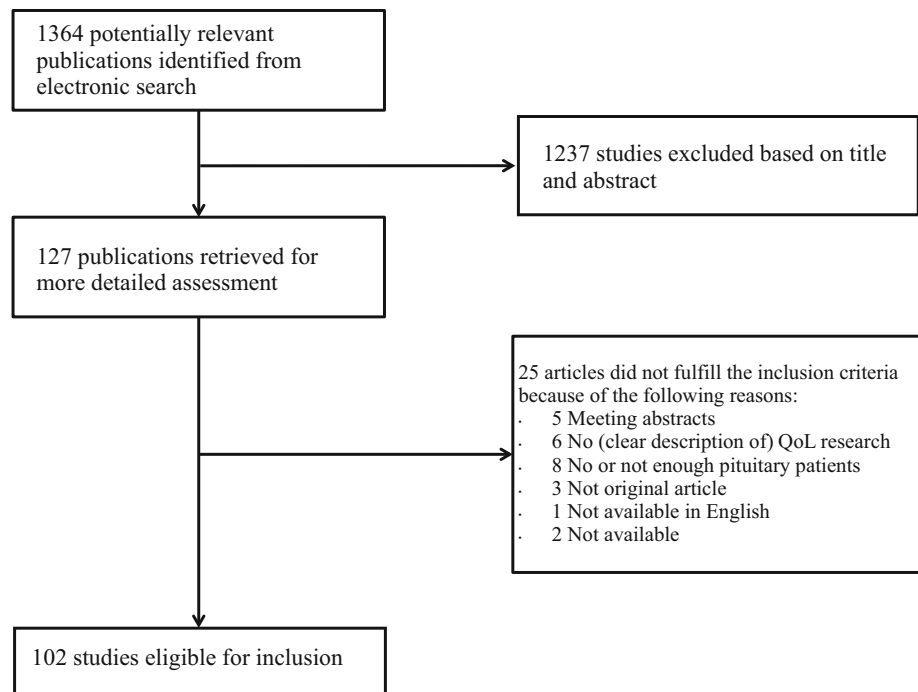 1364 potentially relevant
publications identified from
electronic search
1237 studies excluded based on title
and abstract
127 publications retrieved for
more detailed assessment
25 articles did not fulfill the inclusion criteria
because of the following reasons:
· 5 Meeting abstracts
· 6 No (clear description of) QoL research
· 8 No or not enough pituitary patients
· 3 Not original article
· 1 Not available in English
· 2 Not available
102 studies eligible for inclusion